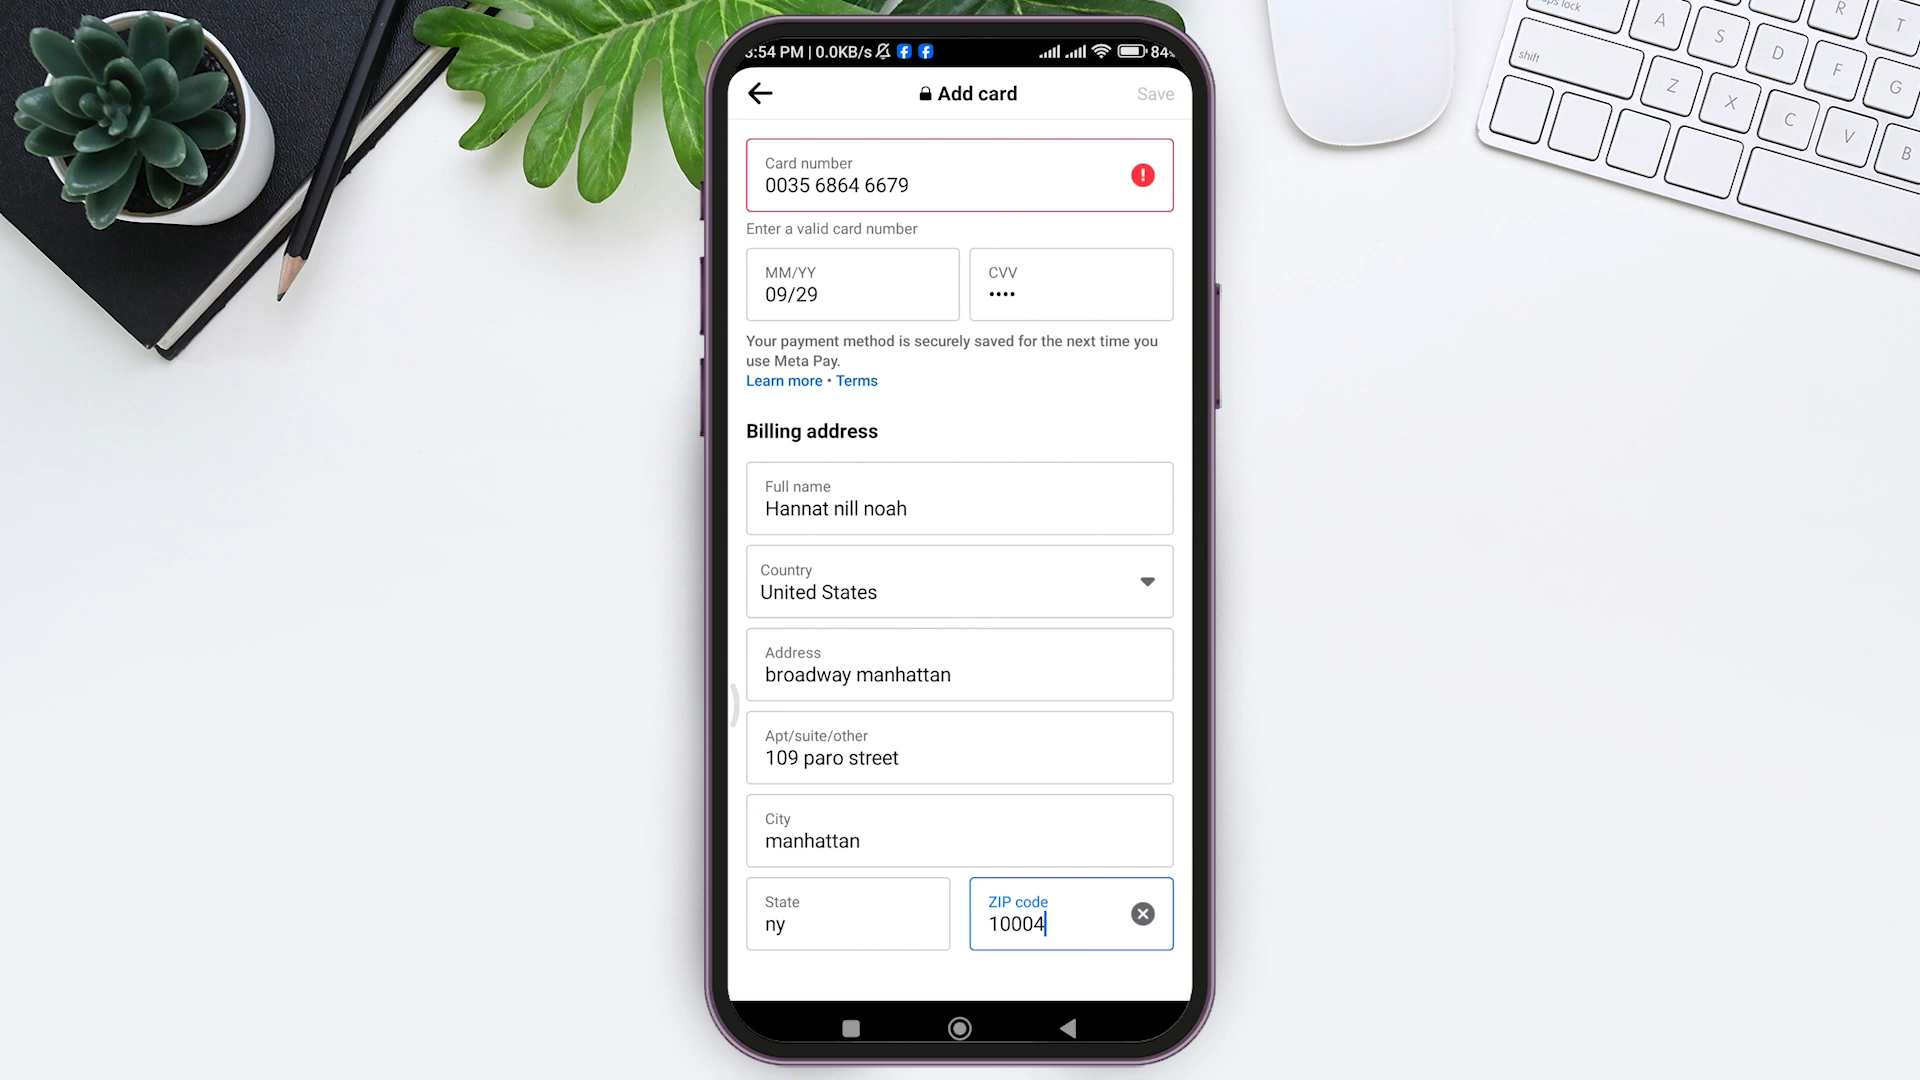 3:54 PM | 0.0KB/s
84%
Add card
Save
Card number
0035 6864 6679
Enter a valid card number
MM/YY
09/29
CVV
••••
Your payment method is securely saved for the next time you
use Meta Pay.
Learn more • Terms
Billing address
Full name
Hannat nill noah
Country
United States
Address
broadway manhattan
Apt/suite/other
109 paro street
City
manhattan
State
ny
ZIP code
10004
caps lock
shift
A
S
D
F
G
R
T
Z
X
C
V
B